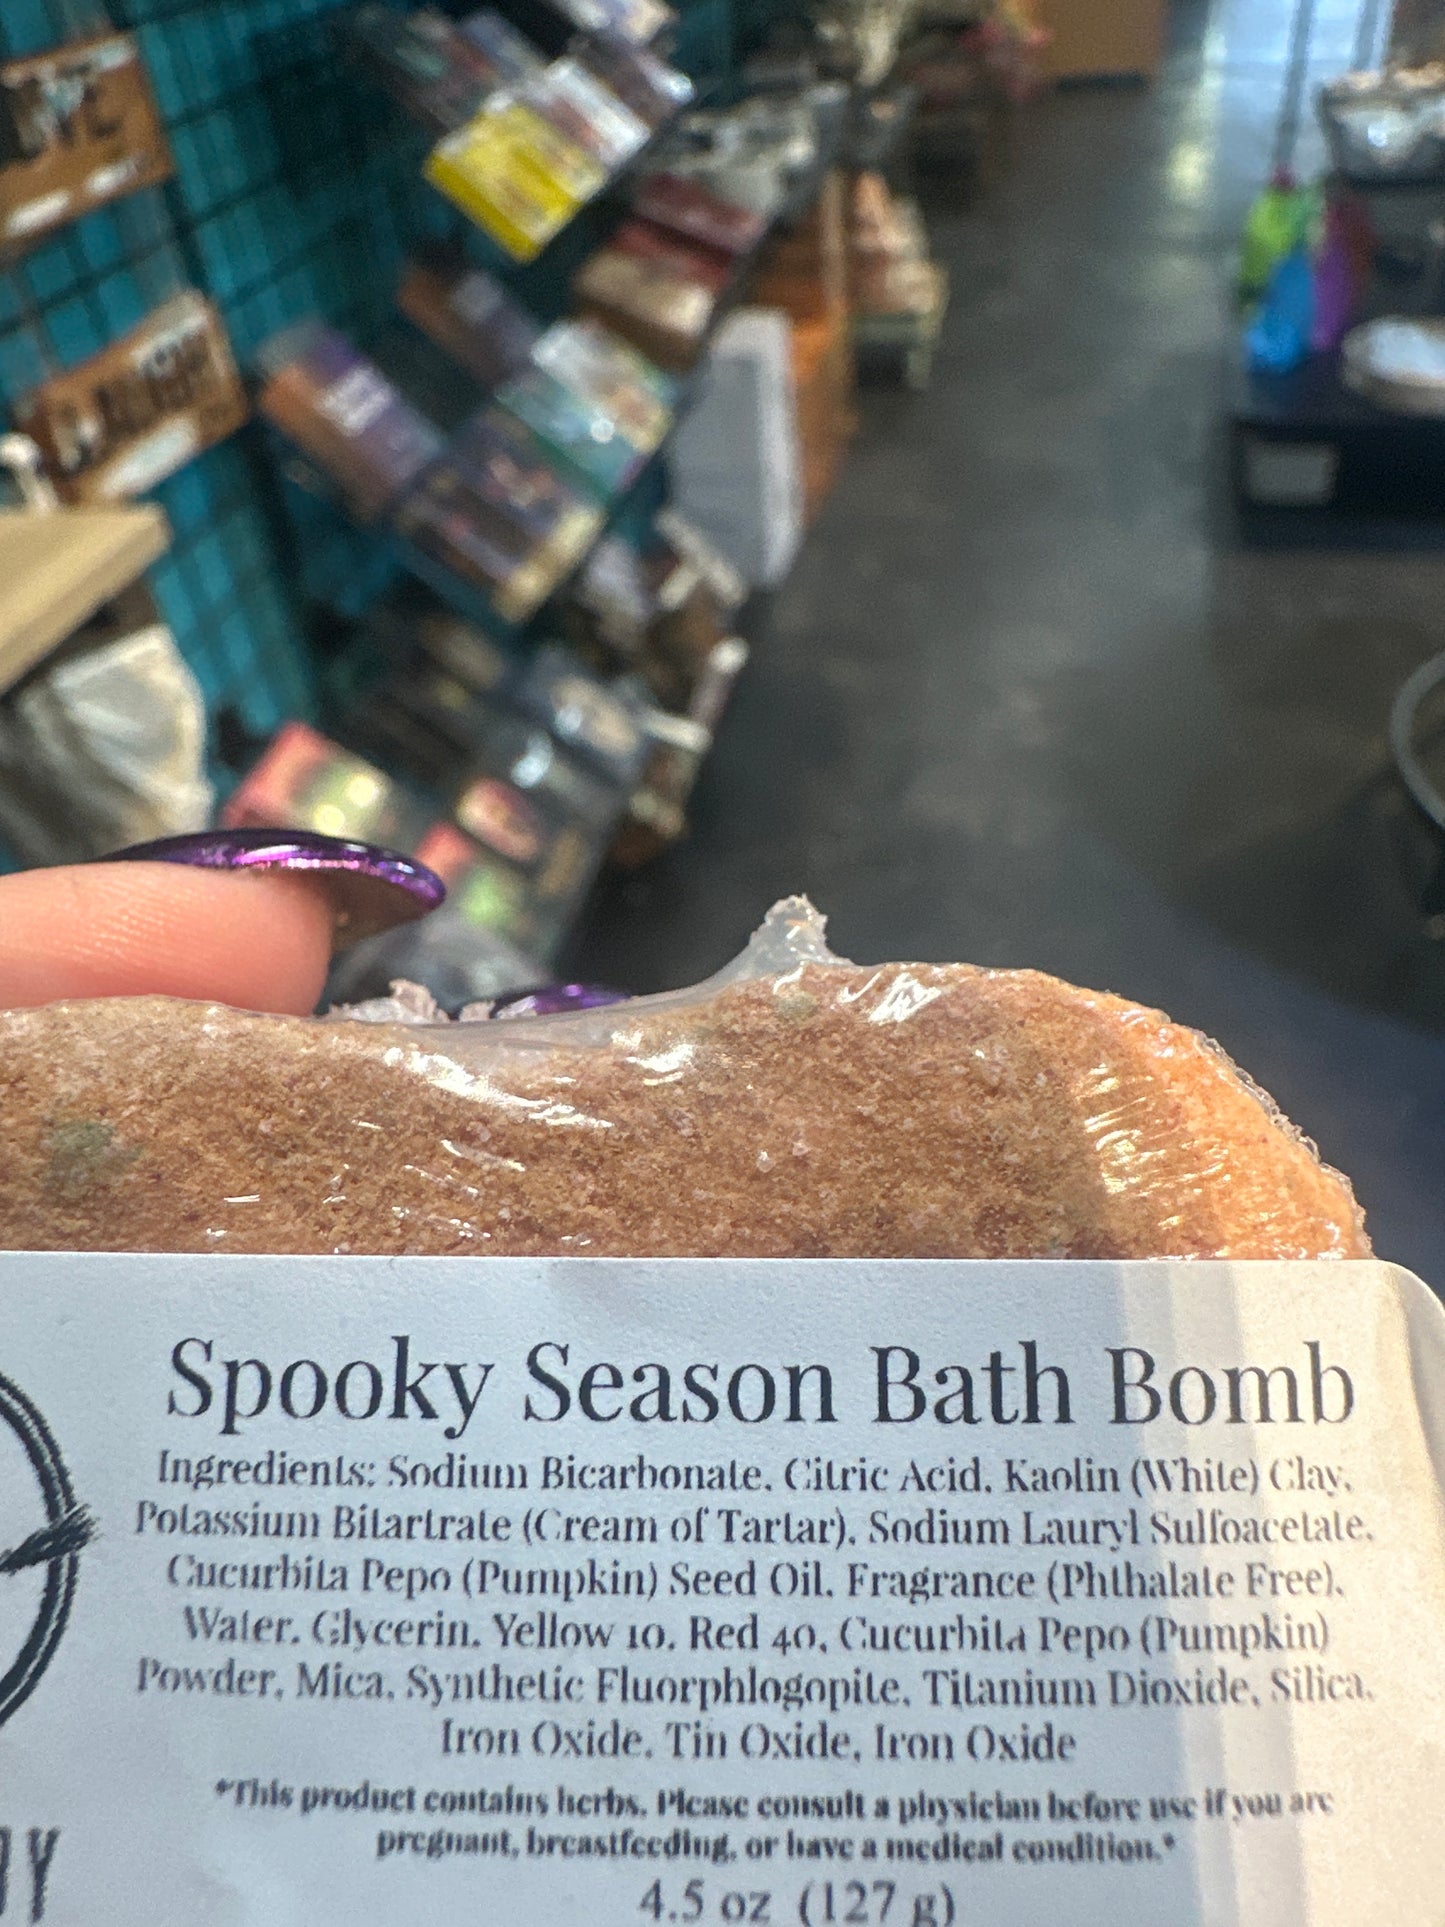 Spooky Season Bath Bomb
Ingredients: Sodium Bicarbonate, Citric Acid, Kaolin (White) Clay,
Potassium Bitartrate (Cream of Tartar), Sodium Lauryl Sulfoacetate,
Cucurbita Pepo (Pumpkin) Seed Oil, Fragrance (Phthalate Free),
Water, Glycerin, Yellow 10, Red 40, Cucurbita Pepo (Pumpkin)
Powder, Mica, Synthetic Fluorphlogopite, Titanium Dioxide, Silica,
Iron Oxide, Tin Oxide, Iron Oxide
*This product contains herbs. Please consult a physician before use if you are
pregnant, breastfeeding, or have a medical condition.*
4.5 oz (127 g)